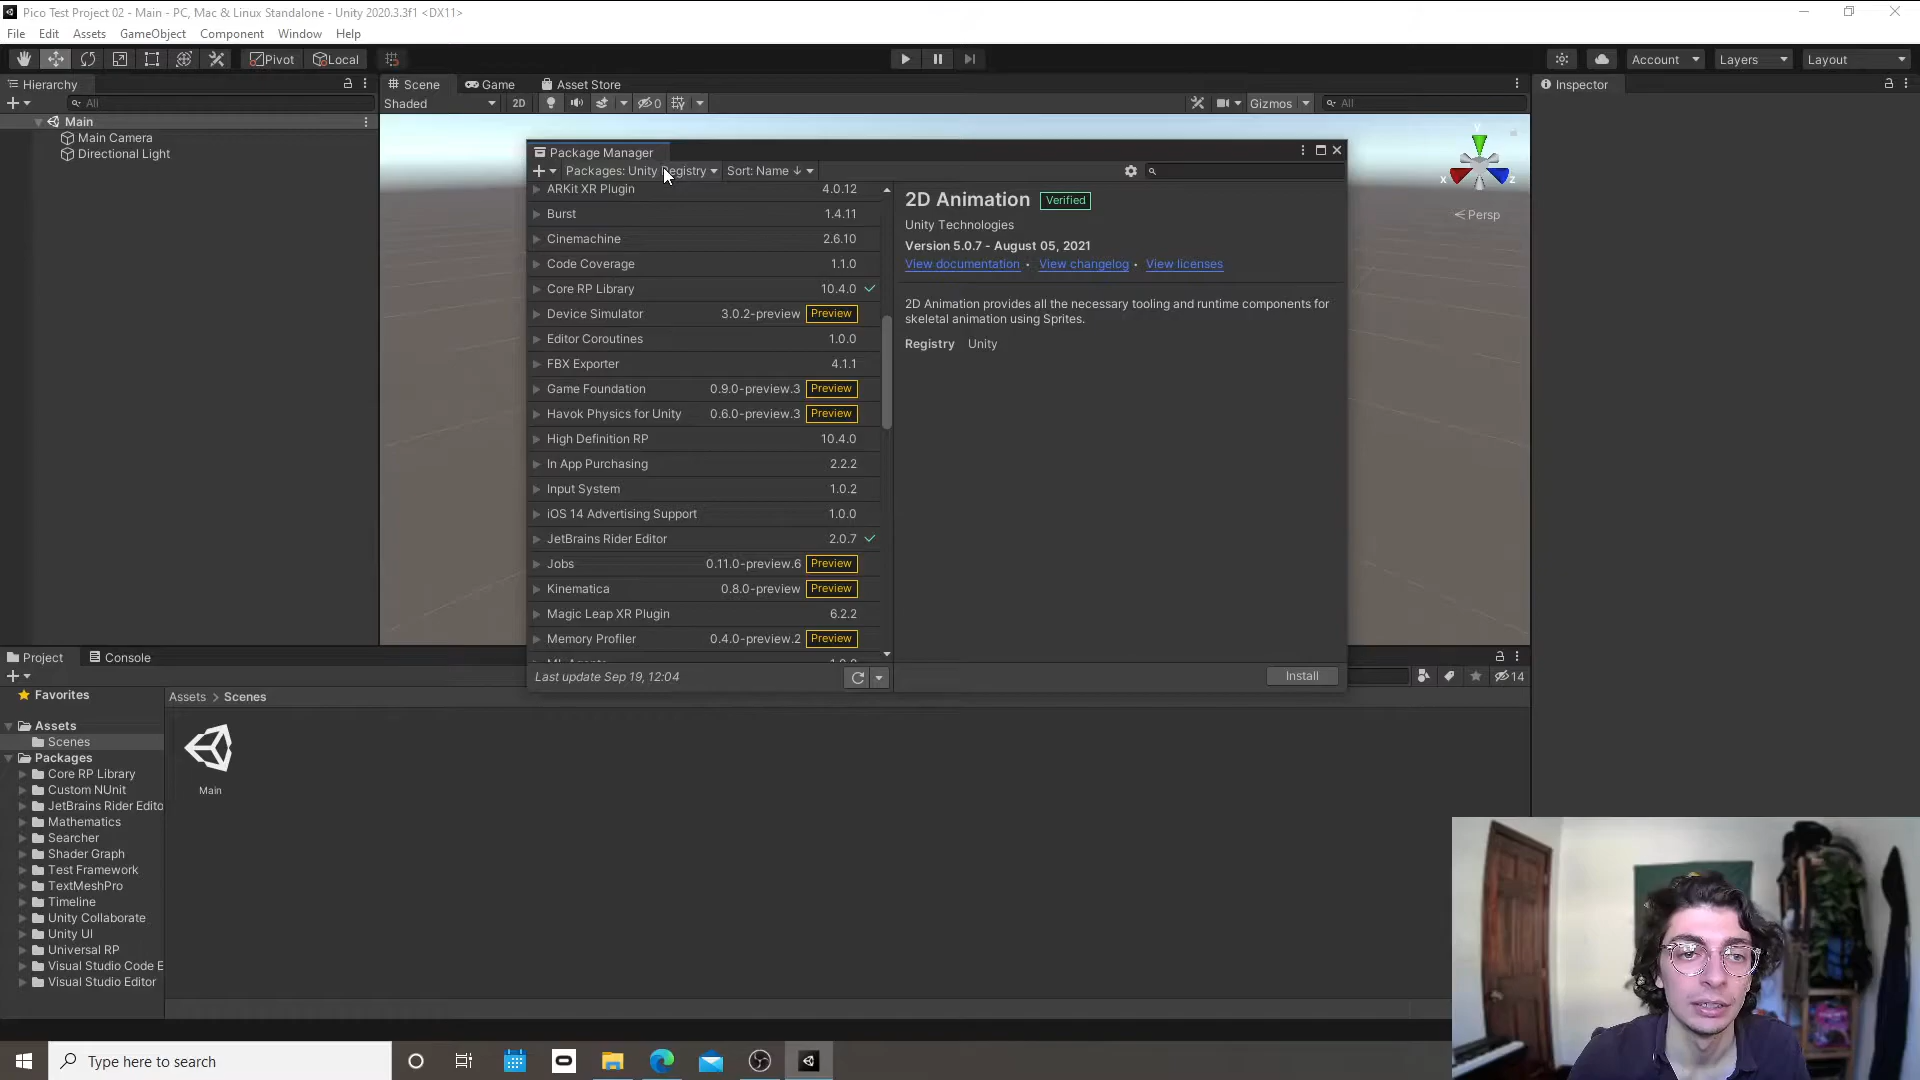 Pico Test Project 02 - Main - PC, Mac & Linux Standalone - Unity 2020.3.3f1 <DX11>
File Edit Assets GameObject Component Window Help
Pivot Local Account Layers Layout
Hierarchy
All
Main
Main Camera
Directional Light
Scene Game Asset Store
Shaded 2D 0 Gizmos All
Inspector
y
x z
Persp
Package Manager
Packages: Unity Registry Sort: Name
ARKit XR Plugin 4.0.12
Burst 1.4.11
Cinemachine 2.6.10
Code Coverage 1.1.0
Core RP Library 10.4.0
Device Simulator 3.0.2-preview Preview
Editor Coroutines 1.0.0
FBX Exporter 4.1.1
Game Foundation 0.9.0-preview.3 Preview
Havok Physics for Unity 0.6.0-preview.3 Preview
High Definition RP 10.4.0
In App Purchasing 2.2.2
Input System 1.0.2
iOS 14 Advertising Support 1.0.0
JetBrains Rider Editor 2.0.7
Jobs 0.11.0-preview.6 Preview
Kinematica 0.8.0-preview Preview
Magic Leap XR Plugin 6.2.2
Memory Profiler 0.4.0-preview.2 Preview
Last update Sep 19, 12:04
2D Animation Verified
Unity Technologies
Version 5.0.7 - August 05, 2021
View documentation • View changelog • View licenses
2D Animation provides all the necessary tooling and runtime components for
skeletal animation using Sprites.
Registry Unity
Install
Project Console
14
Favorites
Assets
Scenes
Packages
Core RP Library
Custom NUnit
JetBrains Rider Edito
Mathematics
Searcher
Shader Graph
Test Framework
TextMeshPro
Timeline
Unity Collaborate
Unity UI
Universal RP
Visual Studio Code E
Visual Studio Editor
Assets > Scenes
Main
Type here to search